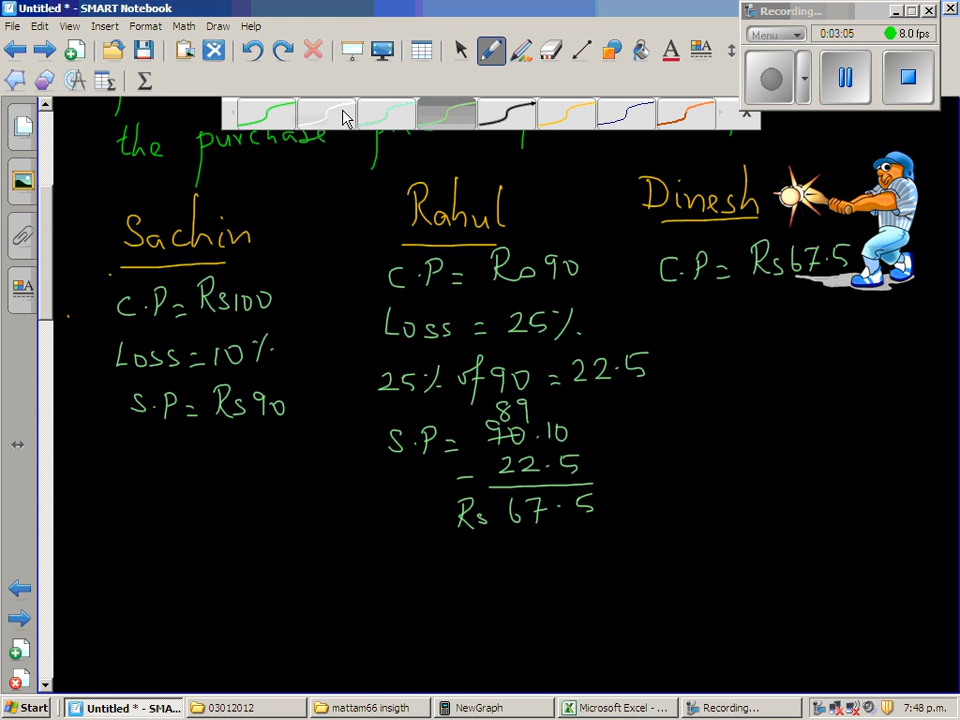 Untitled * - SMART Notebook
File Edit View Insert Format Math Draw Help
Recording...
Menu
0:03:05
8.0 fps
the purchase
Sachin
C.P = Rs100
Loss = 10%
S.P = Rs 90
Rahul
C.P = Rs 90
Loss = 25%.
25% of 90 = 22.5
89
S.P = 90.10
- 22.5
Rs 67.5
Dinesh
C.P = Rs 67.5
Start
Untitled * - SMA...
03012012
mattam66 insigth
NewGraph
Microsoft Excel - ...
Recording...
7:48 p.m.